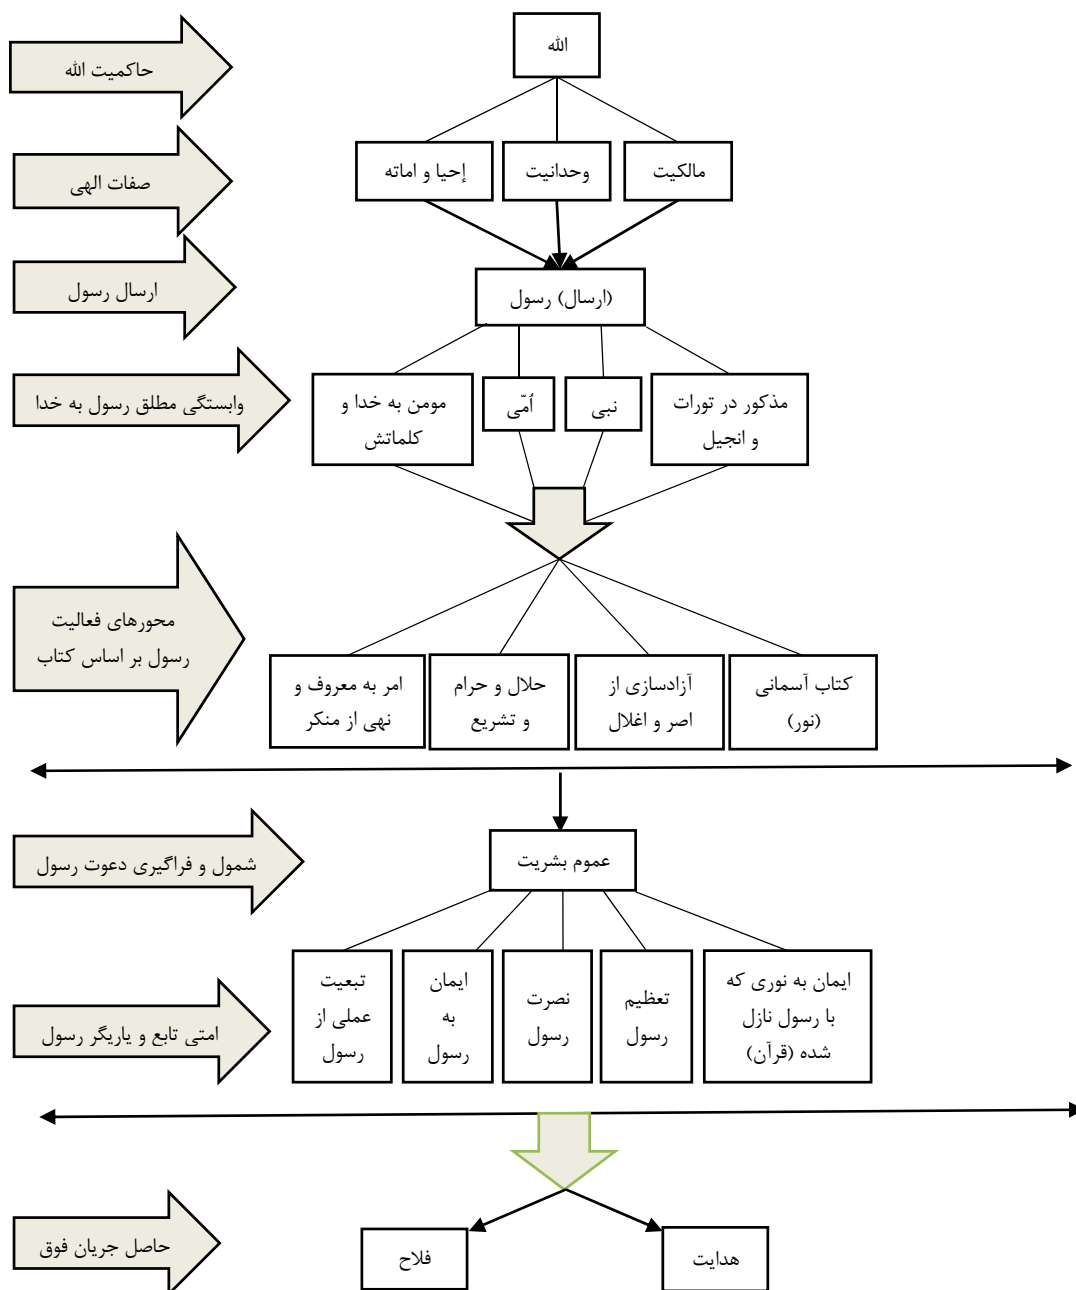 الله
حاکمیت الله
مالکیت
وحدانیت
إحیا و اماته
صفات الهی
(ارسال) رسول
ارسال رسول
مذکور در تورات
و انجیل
نبی
اُمّی
مومن به خدا و
کلماتش
وابستگی مطلق رسول به خدا
محورهای فعالیت
رسول بر اساس کتاب
کتاب آسمانی
(نور)
آزادسازی از
اصر و اغلال
حلال و حرام
و تشریع
امر به معروف و
نهی از منکر
عموم بشریت
شمول و فراگیری دعوت رسول
ایمان به نوری که
با رسول نازل
شده (قرآن)
تعظیم
رسول
نصرت
رسول
ایمان
به
رسول
تبعیت
عملی از
رسول
امتی تابع و یاریگر رسول
هدایت
فلاح
حاصل جریان فوق